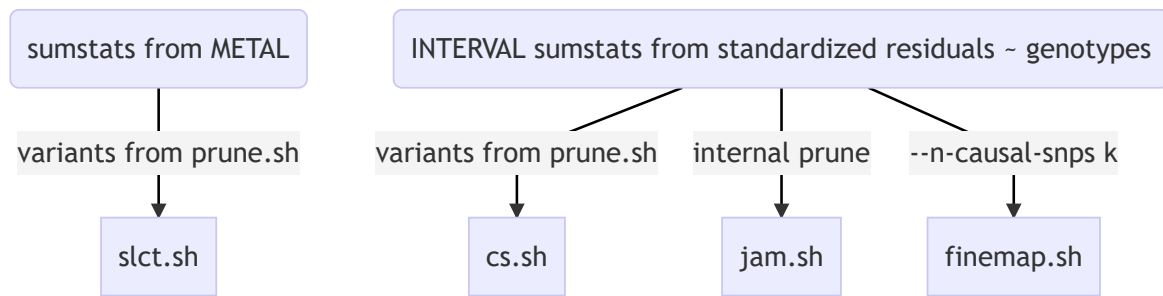 sumstats from METAL
INTERVAL sumstats from standardized residuals ~ genotypes
variants from prune.sh
variants from prune.sh
internal prune
--n-causal-snps k
slct.sh
cs.sh
jam.sh
finemap.sh